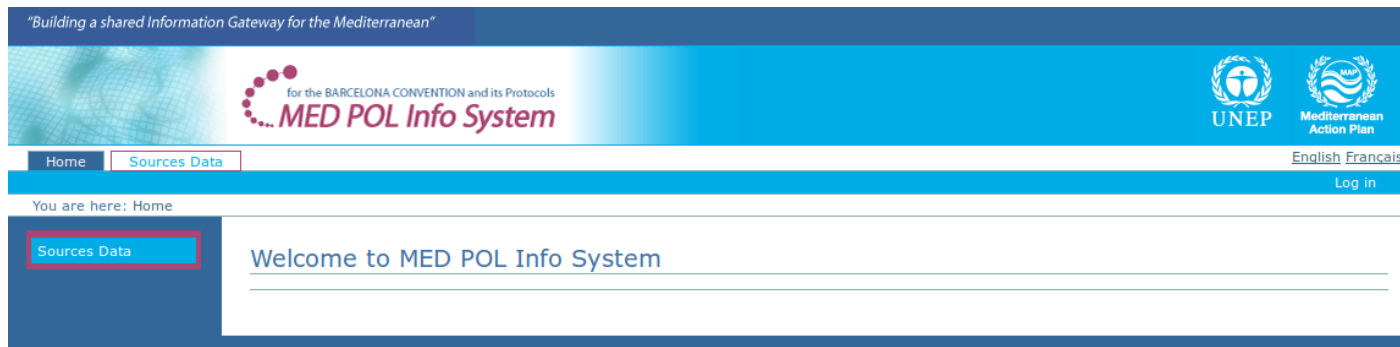 "Building a shared Information Gateway for the Mediterranean"
for the BARCELONA CONVENTION and its Protocols
MED POL Info System
UNEP
MAP
Mediterranean
Action Plan
Home Sources Data
English Français
Log in
You are here: Home
Sources Data
Welcome to MED POL Info System